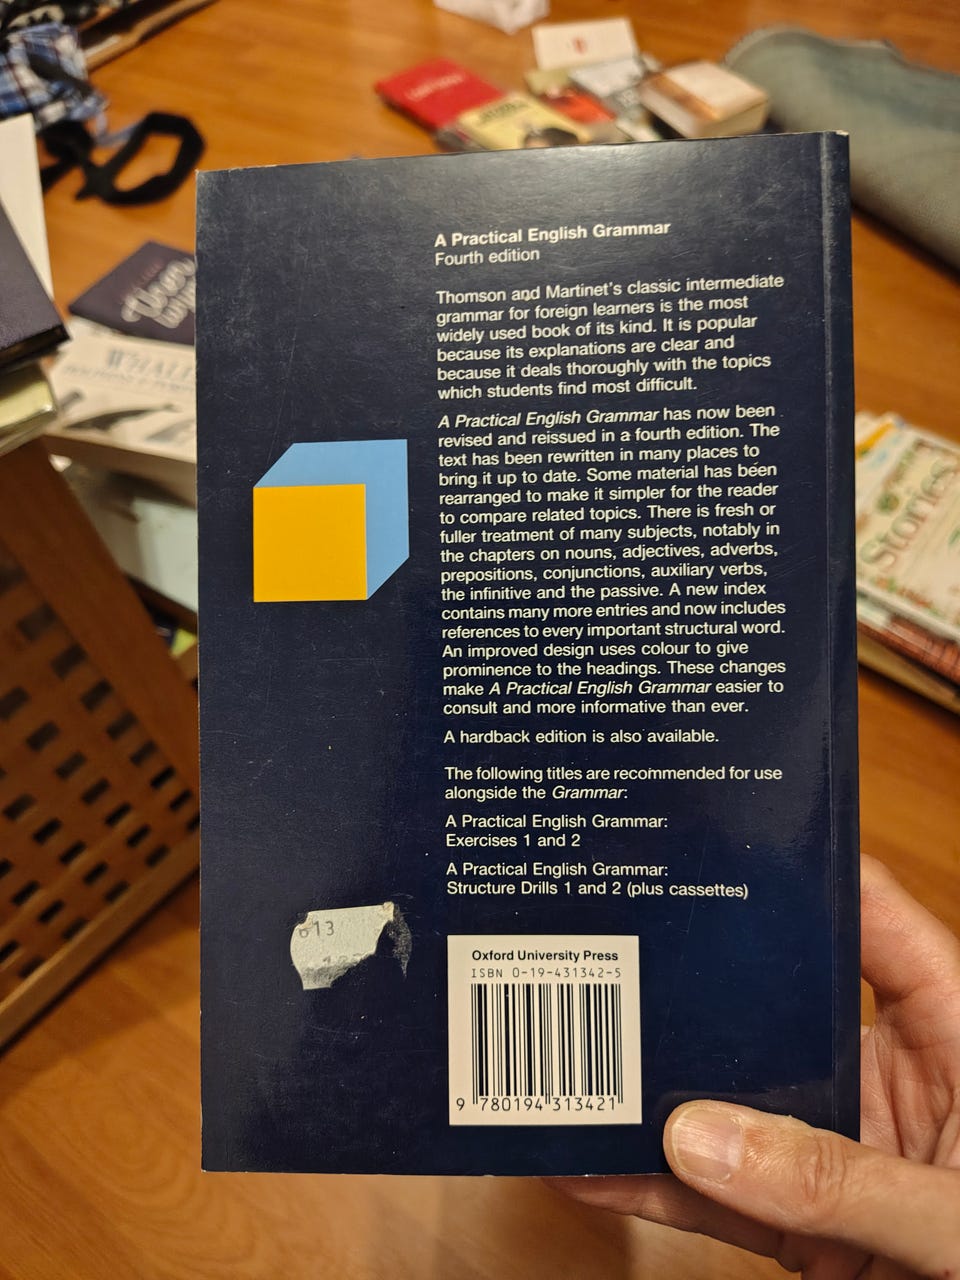 A Practical English Grammar
Fourth edition
Thomson and Martinet's classic intermediate
grammar for foreign learners is the most
widely used book of its kind. It is popular
because its explanations are clear and
because it deals thoroughly with the topics
which students find most difficult.
A Practical English Grammar has now been
revised and reissued in a fourth edition. The
text has been rewritten in many places to
bring it up to date. Some material has been
rearranged to make it simpler for the reader
to compare related topics. There is fresh or
fuller treatment of many subjects, notably in
the chapters on nouns, adjectives, adverbs,
prepositions, conjunctions, auxiliary verbs,
the infinitive and the passive. A new index
contains many more entries and now includes
references to every important structural word.
An improved design uses colour to give
prominence to the headings. These changes
make A Practical English Grammar easier to
consult and more informative than ever.
A hardback edition is also available.
The following titles are recommended for use
alongside the Grammar:
A Practical English Grammar:
Exercises 1 and 2
A Practical English Grammar:
Structure Drills 1 and 2 (plus cassettes)
613
Oxford University Press
ISBN 0-19-431342-5
9 780194 313421
Stories